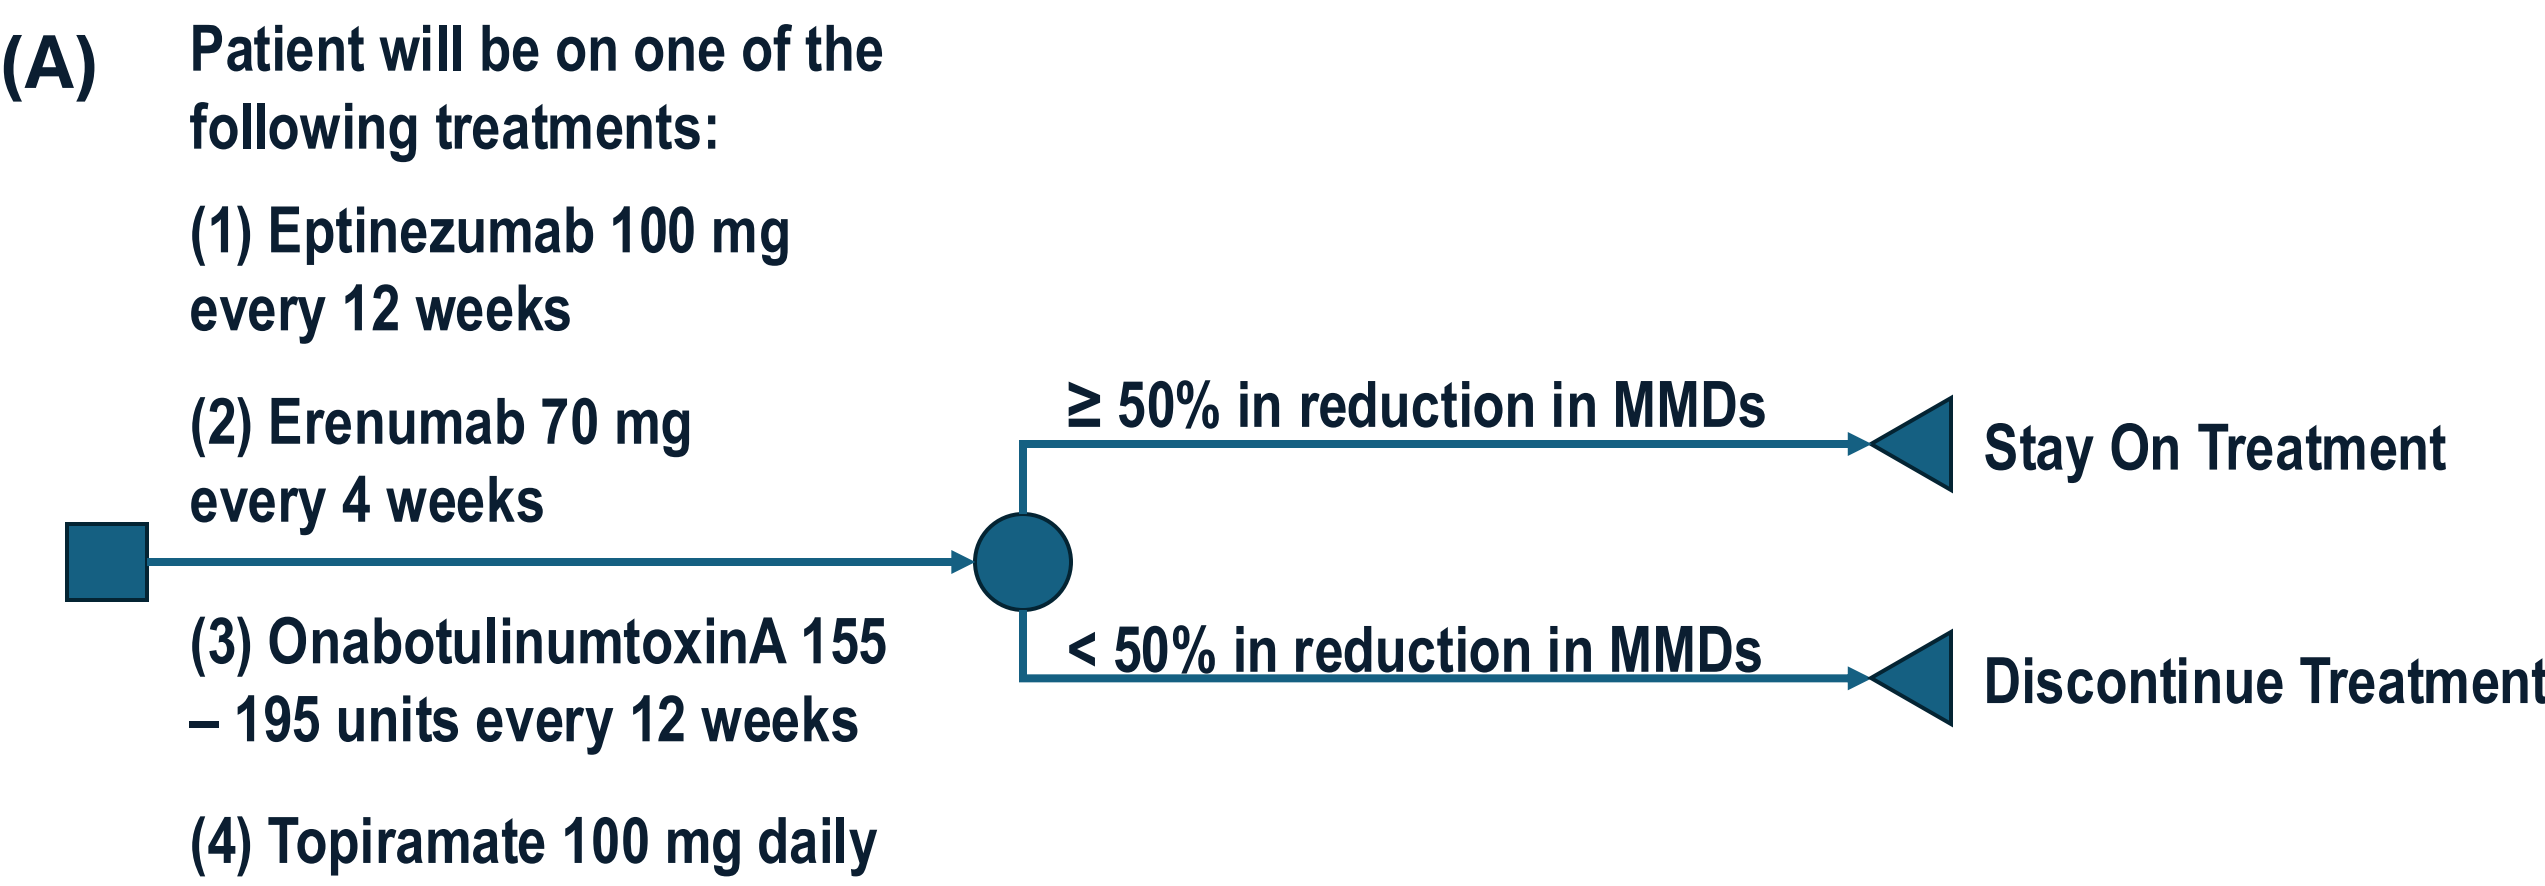 (A)
Patient will be on one of the
following treatments:
(1) Eptinezumab 100 mg
every 12 weeks
(2) Erenumab 70 mg
every 4 weeks
(3) OnabotulinumtoxinA 155
– 195 units every 12 weeks
(4) Topiramate 100 mg daily
≥ 50% in reduction in MMDs
Stay On Treatment
< 50% in reduction in MMDs
Discontinue Treatment